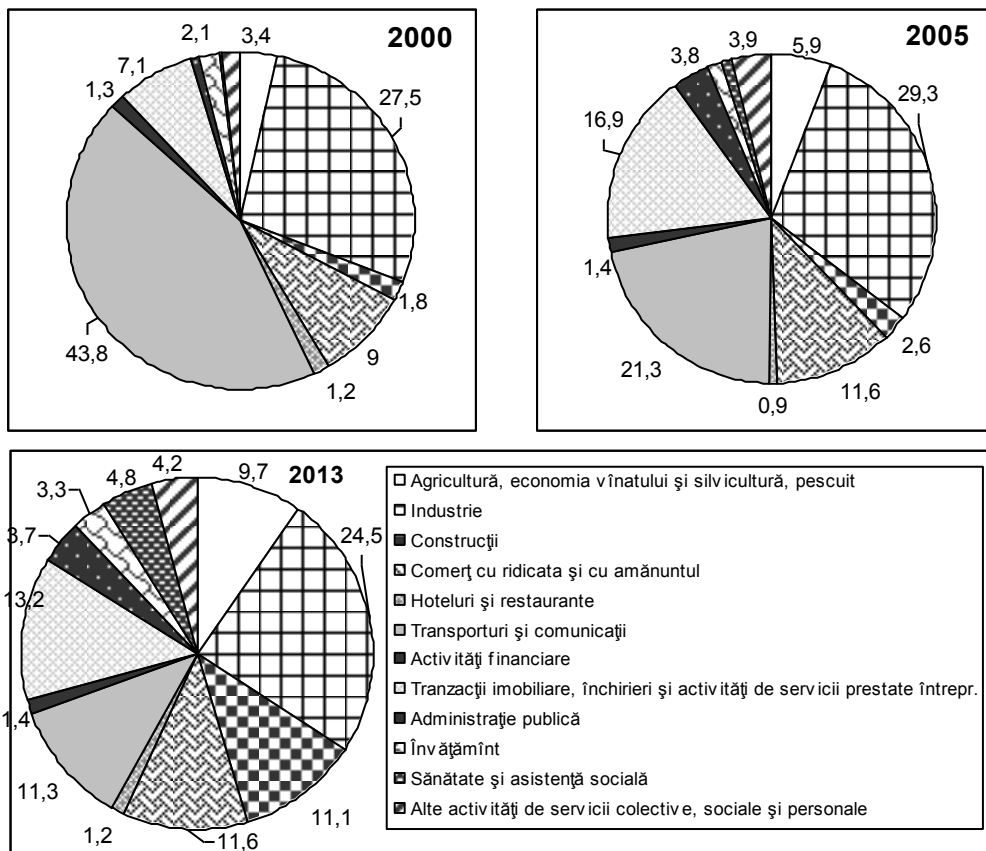 2000
3,4
27,5
1,8
9
1,2
43,8
1,3
7,1
2,1
2005
5,9
29,3
2,6
11,6
0,9
21,3
1,4
16,9
3,8
3,9
2013
9,7
24,5
11,1
11,6
1,2
11,3
1,4
13,2
3,7
3,3
4,8
4,2
Agricultură, economia vînatului şi silvicultură, pescuit
Industrie
Construcţii
Comerţ cu ridicata şi cu amănuntul
Hoteluri şi restaurante
Transporturi şi comunicaţii
Activităţi financiare
Tranzacţii imobiliare, închirieri şi activităţi de servicii prestate întrepr.
Administraţie publică
Învăţămînt
Sănătate şi asistenţă socială
Alte activităţi de servicii colective, sociale şi personale